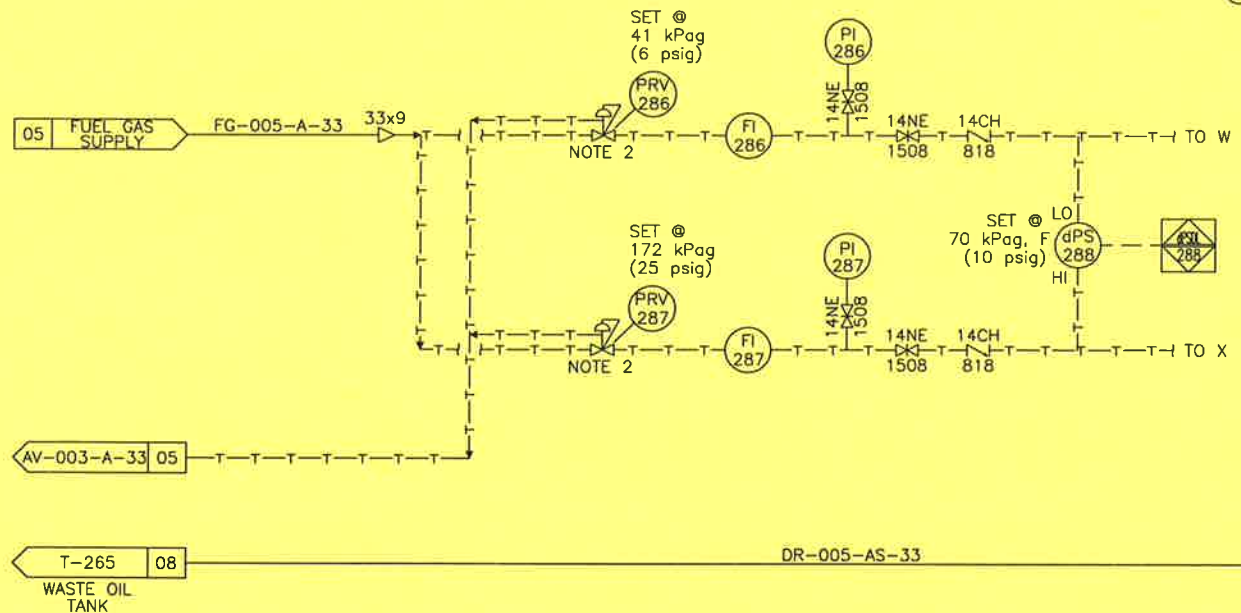 SET @
41 kPag
(6 psig)
PRV
286
NOTE 2
PI
286
14NE
1508
05
FUEL GAS
SUPPLY
FG-005-A-33
33x9
FI
286
14NE
1508
14CH
818
TO W
SET @
70 kPag, F
(10 psig)
LO
dPS
288
HI
288
SET @
172 kPag
(25 psig)
PRV
287
NOTE 2
PI
287
14NE
1508
FI
287
14NE
1508
14CH
818
TO X
AV-003-A-33
05
T-265
08
WASTE OIL
TANK
DR-005-AS-33